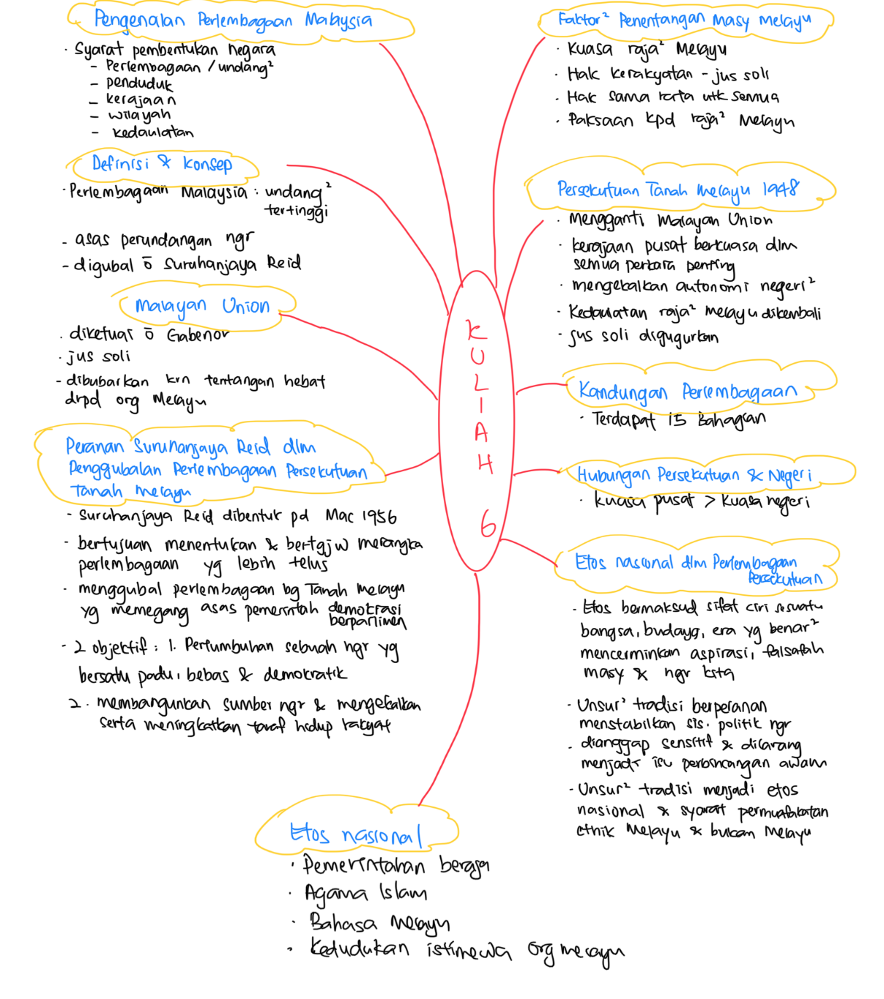 Pengenalan Perlembagaan Malaysia
· Syarat pembentukan negara
- Perlembagaan / undang²
- penduduk
- kerajaan
- wilayah
- kedaulatan
Definisi & Konsep
· Perlembagaan Malaysia : undang²
tertinggi
- asas perundangan ngr
- digubal ō Suruhanjaya Reid
Malayan Union
· diketuai ō Gabenor
· jus soli
- dibubarkan krn tentangan hebat
drpd org Melayu
Peranan Suruhanjaya Reid dlm
Penggubalan Perlembagaan Persekutuan
Tanah Melayu
- Suruhanjaya Reid dibentuk pd Mac 1956
- bertujuan menentukan & bertgjw merangka
perlembagaan yg lebih telus
· menggubal perlembagaan bg Tanah Melayu
yg memegang asas pemerintah demokrasi
berparlimen
- 2 objektif : 1. Pertumbuhan sebuah ngr yg
bersatu padu, bebas & demokratik
2. membangunkan sumber ngr & mengekalkan
serta meningkatkan taraf hidup rakyat
KULIAH 6
Faktor² Penentangan Masy Melayu
· Kuasa raja² Melayu
· Hak kerakyatan - jus soli
· Hak sama rata utk semua
· Paksaan kpd raja² Melayu
Persekutuan Tanah Melayu 1948
· Mengganti Malayan Union
· kerajaan pusat berkuasa dlm
semua perkara penting
· mengekalkan autonomi negeri²
· Kedaulatan raja² Melayu dikembali
· jus soli digugurkan
Kandungan Perlembagaan
· Terdapat 15 Bahagian
Hubungan Persekutuan & Negeri
· kuasa pusat > kuasa negeri
Etos nasional dlm Perlembagaan
Persekutuan
· Etos bermaksud sifat ciri sesuatu
bangsa, budaya, era yg benar²
mencerminkan aspirasi, falsafah
masy & ngr kita
· Unsur² tradisi berperanan
menstabilkan sis. politik ngr
· dianggap sensitif & dilarang
menjadi isu perbincangan awam
· Unsur² tradisi menjadi etos
nasional & syarat permuafakatan
etnik Melayu & bukan Melayu
Etos nasional
· Pemerintahan beraja
· Agama Islam
· Bahasa Melayu
· Kedudukan istimewa org melayu